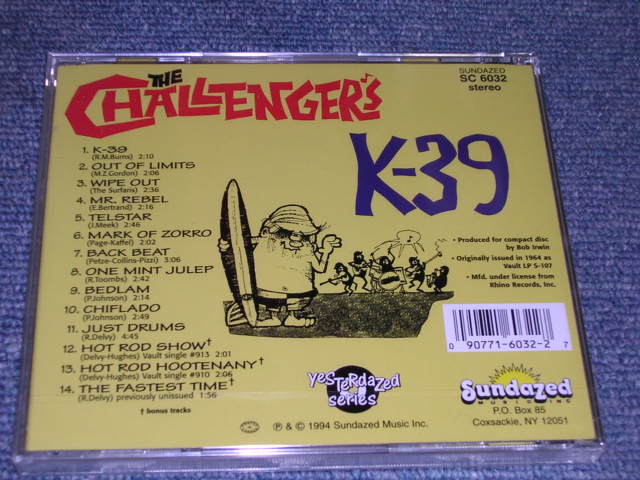 THE
CHALLENGERS
SUNDAZED
SC 6032
stereo
K-39
1. K-39
(R.M.Burns) 2:10
2. OUT OF LIMITS
(M.Z.Gordon) 2:06
3. WIPE OUT
(The Surfaris) 2:36
4. MR. REBEL
(E.Bertrand) 2:16
5. TELSTAR
(J.Meek) 2:46
6. MARK OF ZORRO
(Page-Kaffel) 2:02
7. BACK BEAT
(Petze-Collins-Pizzi) 3:06
8. ONE MINT JULEP
(R.Toombs) 2:42
9. BEDLAM
(P.Johnson) 2:14
10. CHIFLADO
(P.Johnson) 2:49
11. JUST DRUMS
(R.Delvy) 4:45
12. HOT ROD SHOW†
(Delvy-Hughes) Vault single #913 2:01
13. HOT ROD HOOTENANY†
(Delvy-Hughes) Vault single #910 2:06
14. THE FASTEST TIME†
(R.Delvy) previously unissued 1:56
† bonus tracks
• Produced for compact disc
by Bob Irwin
• Originally issued in 1964 as
Vault LP S-107
• Mfd. under license from
Rhino Records, Inc.
0 90771-6032-2 7
yesterdazed
series
Sundazed
MUSIC INC
P.O. Box 85
Coxsackie, NY 12051
℗ & © 1994 Sundazed Music Inc.